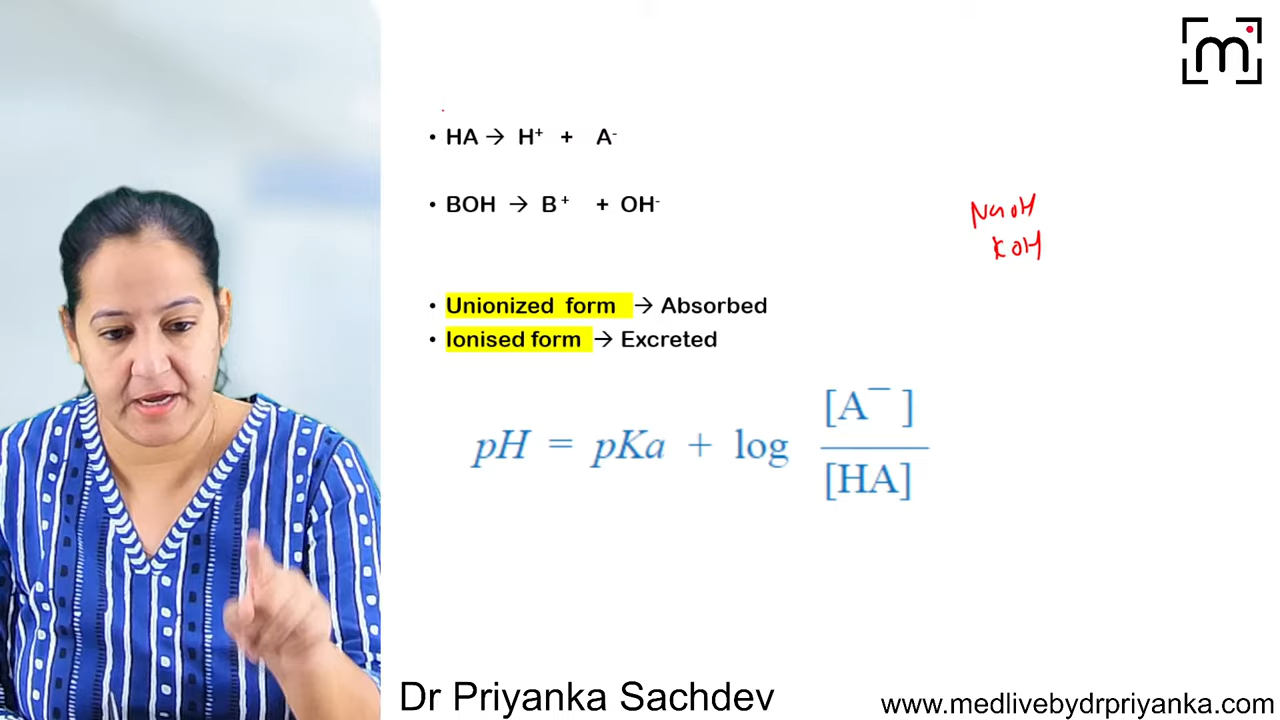 m
• HA → H⁺ + A⁻
• BOH → B⁺ + OH⁻
NaOH
KOH
• Unionized form → Absorbed
• Ionised form → Excreted
pH = pKa + log [A⁻] / [HA]
Dr Priyanka Sachdev
www.medlivebydrpriyanka.com